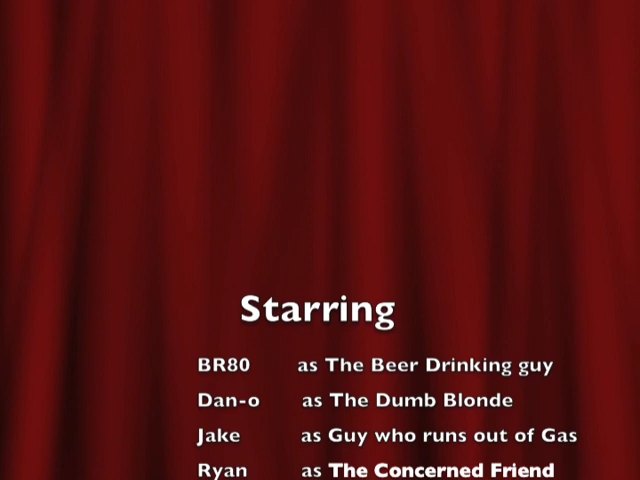 Starring
BR80 as The Beer Drinking guy
Dan-o as The Dumb Blonde
Jake as Guy who runs out of Gas
Ryan as The Concerned Friend